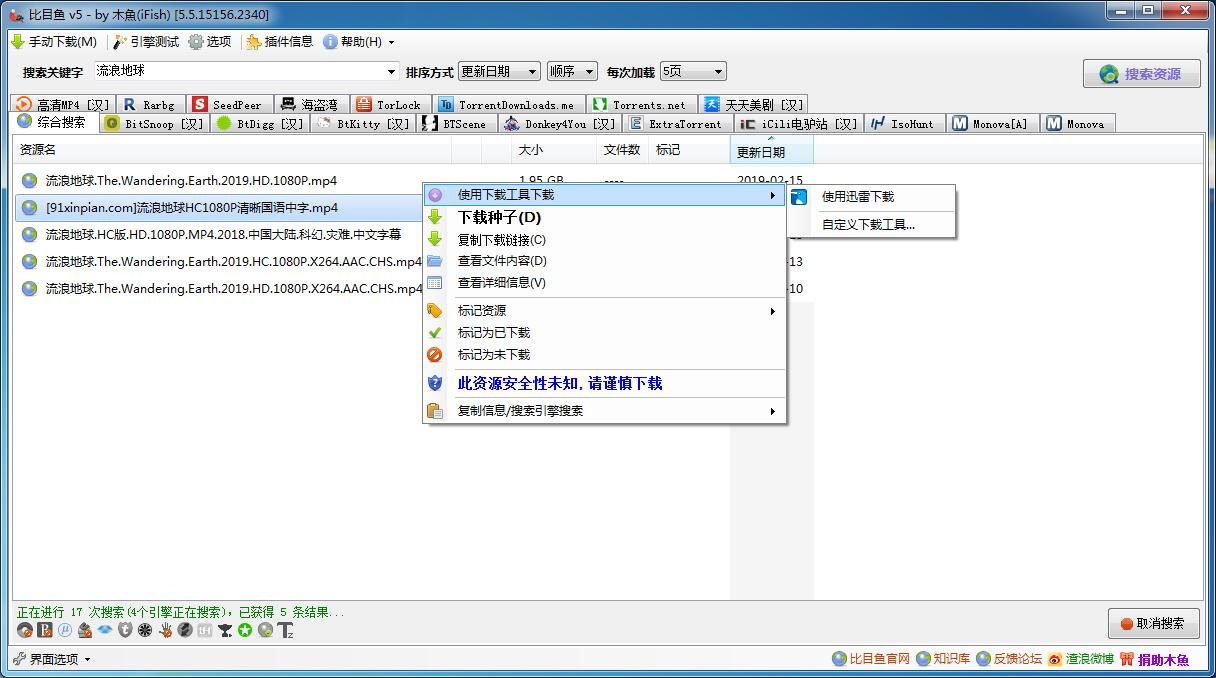 比目鱼 v5 - by 木魚(iFish) [5.5.15156.2340]
手动下载(M) 引擎测试 选项 插件信息 帮助(H)
搜索关键字 流浪地球 排序方式 更新日期 顺序 每次加载 5页 搜索资源
高清MP4 [汉] Rarbg SeedPeer 海盗湾 TorLock TorrentDownloads.me Torrents.net 天天美剧 [汉]
综合搜索 BitSnoop [汉] BtDigg [汉] BtKitty [汉] BTScene Donkey4You [汉] ExtraTorrent iCili电驴站 [汉] IsoHunt Monova[A] Monova
资源名 大小 文件数 标记 更新日期
流浪地球.The.Wandering.Earth.2019.HD.1080P.mp4 1.95 GB ---- 2019-02-15
[91xinpian.com]流浪地球HC1080P清晰国语中字.mp4
流浪地球.HC版.HD.1080P.MP4.2018.中国大陆.科幻.灾难.中文字幕
流浪地球.The.Wandering.Earth.2019.HC.1080P.X264.AAC.CHS.mp4 -13
流浪地球.The.Wandering.Earth.2019.HD.1080P.X264.AAC.CHS.mp4 -10
使用下载工具下载
下载种子(D)
复制下载链接(C)
查看文件内容(D)
查看详细信息(V)
标记资源
标记为已下载
标记为未下载
此资源安全性未知, 请谨慎下载
复制信息/搜索引擎搜索
使用迅雷下载
自定义下载工具...
正在进行 17 次搜索(4个引擎正在搜索), 已获得 5 条结果...
取消搜索
界面选项 比目鱼官网 知识库 反馈论坛 渣浪微博 捐助木魚